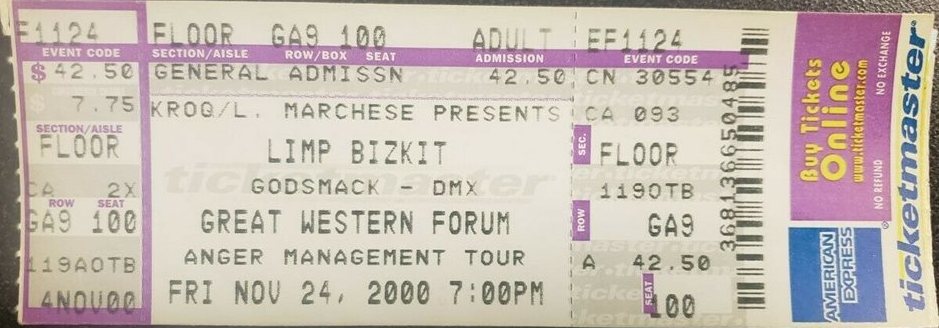 EF1124
EVENT CODE
$ 42.50
$ 7.75
SECTION/AISLE
FLOOR
CA 2X
ROW SEAT
GA9 100
119AOTB
4NOV00
FLOOR GA9 100 ADULT
SECTION/AISLE ROW/BOX SEAT ADMISSION
GENERAL ADMISSN 42.50
KROQ/L. MARCHESE PRESENTS
LIMP BIZKIT
GODSMACK - DMX
GREAT WESTERN FORUM
ANGER MANAGEMENT TOUR
FRI NOV 24, 2000 7:00PM
ticketmaster
EF1124
EVENT CODE
CN 30554
CA 093
SEC.
FLOOR
119OTB
ROW
GA9
A 42.50
SEAT
100
368136650485
Buy Tickets
Online
www.ticketmaster.com
NO REFUND NO EXCHANGE
AMERICAN
EXPRESS
ticketmaster